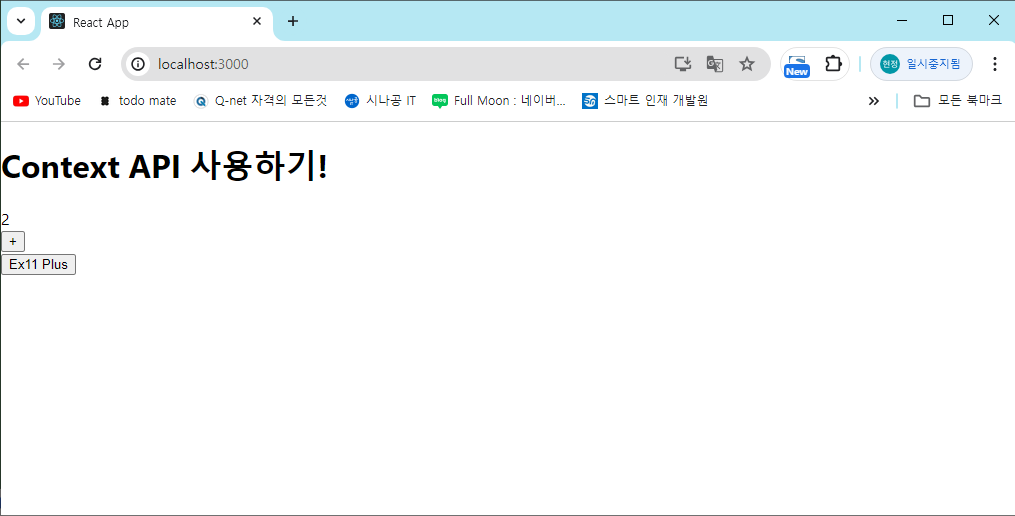 React App
localhost:3000
New
현정 일시중지됨
YouTube todo mate Q-net 자격의 모든것 시나공 IT blog Full Moon : 네이버... 스마트 인재 개발원 모든 북마크
Context API 사용하기!
2
+
Ex11 Plus